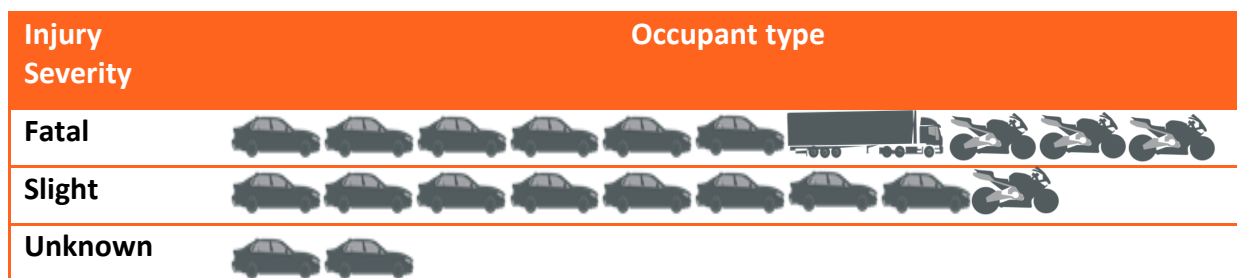 Injury
Severity
Occupant type
Fatal
Slight
Unknown